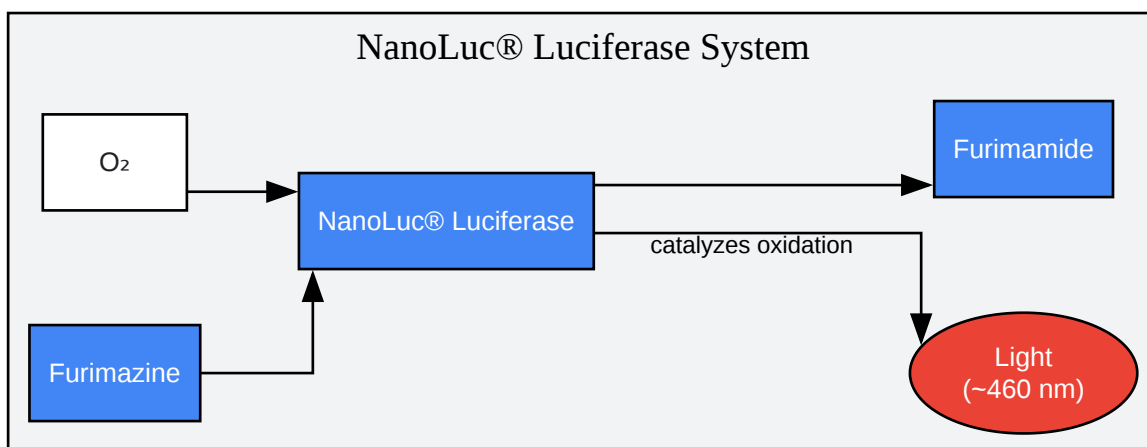 NanoLuc® Luciferase System
O₂
Furimamide
NanoLuc® Luciferase
catalyzes oxidation
Furimazine
Light
(~460 nm)